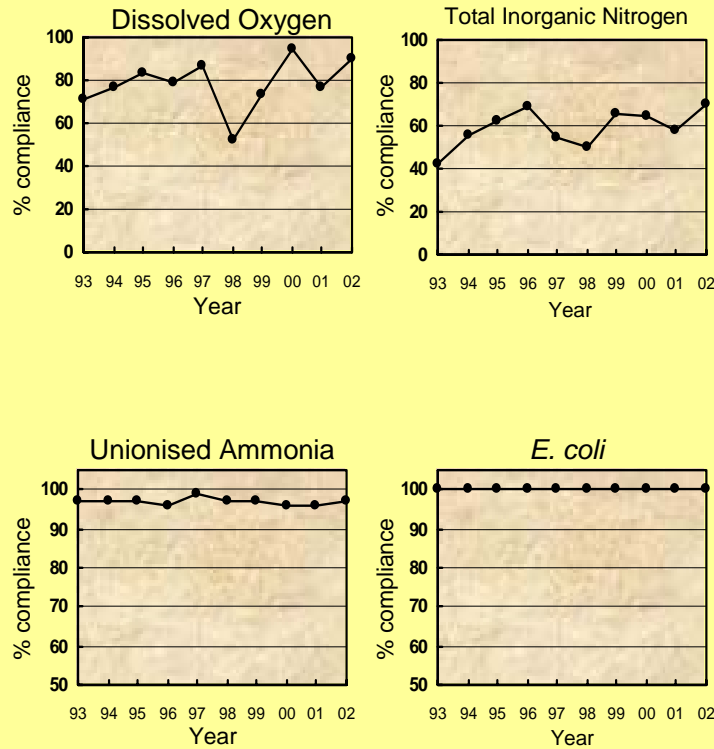 Dissolved Oxygen
% compliance
100
80
60
40
20
0
93 94 95 96 97 98 99 00 01 02
Year
Total Inorganic Nitrogen
% compliance
100
80
60
40
20
0
93 94 95 96 97 98 99 00 01 02
Year
Unionised Ammonia
% compliance
100
90
80
70
60
50
93 94 95 96 97 98 99 00 01 02
Year
E. coli
% compliance
100
90
80
70
60
50
93 94 95 96 97 98 99 00 01 02
Year